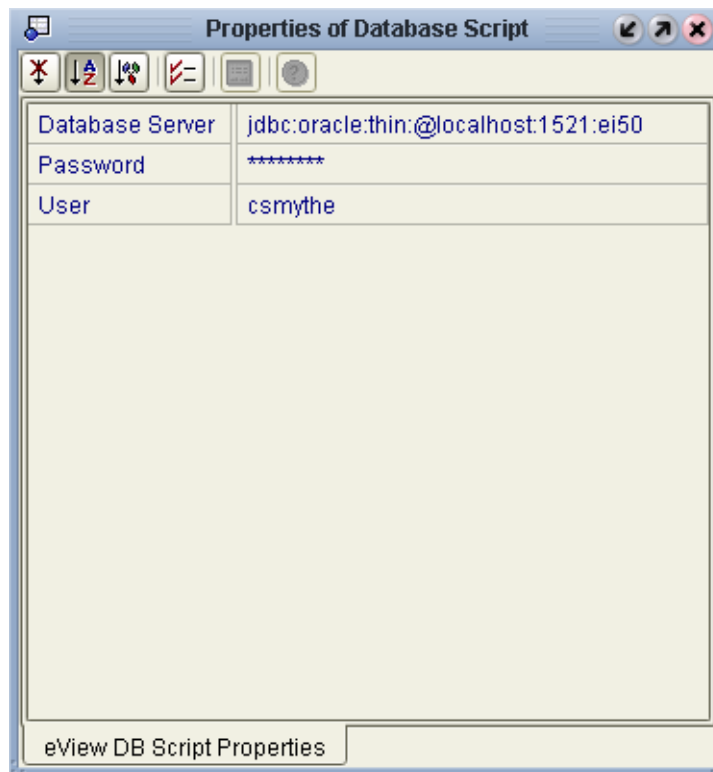 Properties of Database Script
Database Server jdbc:oracle:thin:@localhost:1521:ei50
Password ********
User csmythe
eView DB Script Properties